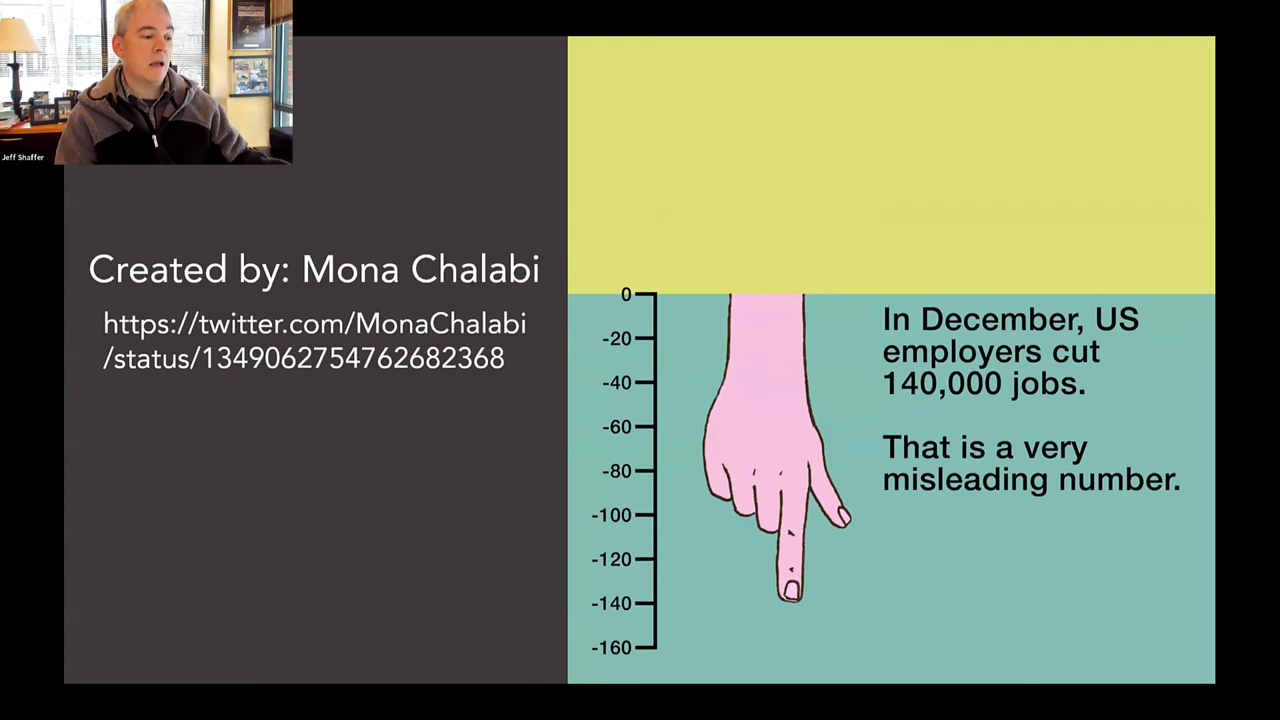 Jeff Shaffer
Created by: Mona Chalabi
https://twitter.com/MonaChalabi
/status/1349062754762682368
0
-20
-40
-60
-80
-100
-120
-140
-160
In December, US
employers cut
140,000 jobs.
That is a very
misleading number.